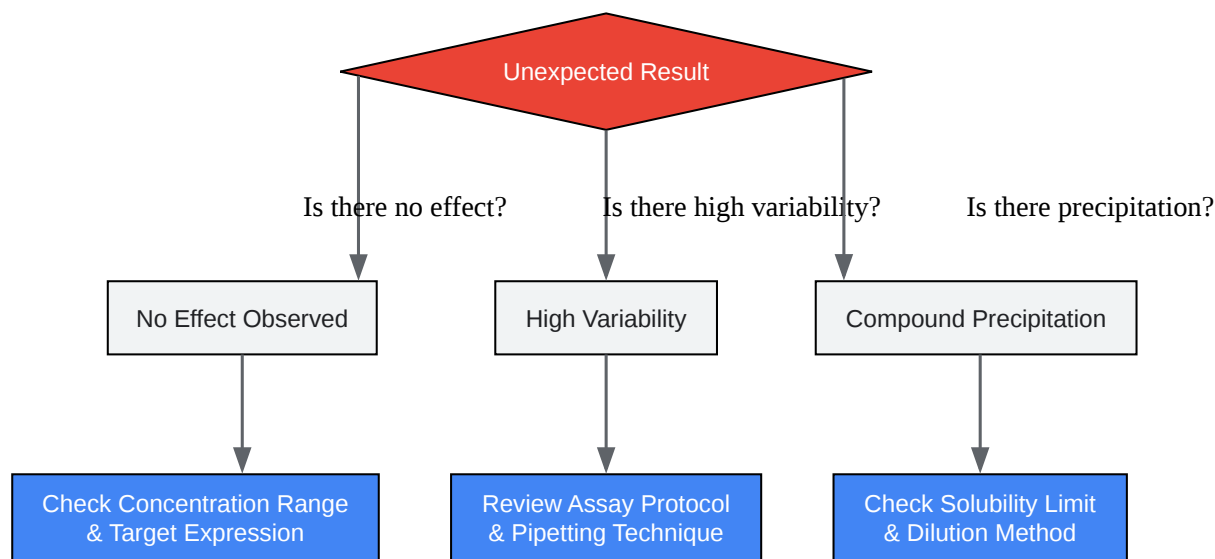 Unexpected Result
Is there no effect?
Is there high variability?
Is there precipitation?
No Effect Observed
High Variability
Compound Precipitation
Check Concentration Range
& Target Expression
Review Assay Protocol
& Pipetting Technique
Check Solubility Limit
& Dilution Method